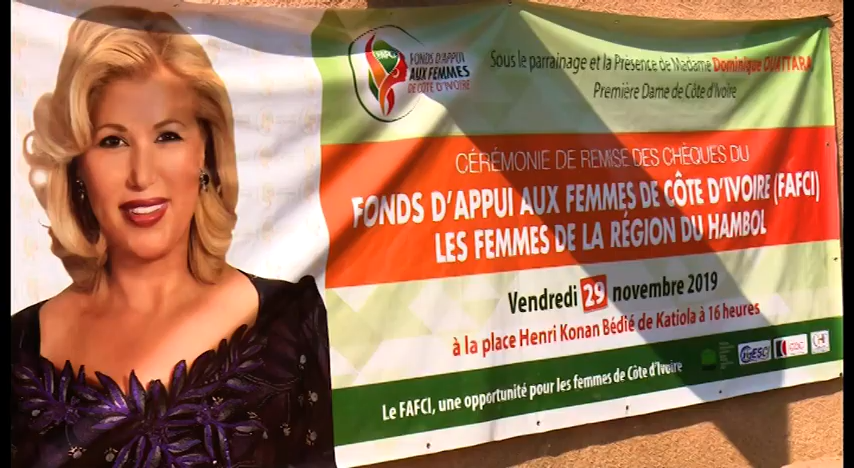 FAFCI
FONDS D'APPUI
AUX FEMMES
DE CÔTE D'IVOIRE
Sous le parrainage et la Présence de Madame Dominique OUATTARA
Première Dame de Côte d'Ivoire
CÉRÉMONIE DE REMISE DES CHÈQUES DU
FONDS D'APPUI AUX FEMMES DE CÔTE D'IVOIRE (FAFCI)
LES FEMMES DE LA RÉGION DU HAMBOL
Vendredi 29 novembre 2019
à la place Henri Konan Bédié de Katiola à 16 heures
Le FAFCI, une opportunité pour les femmes de Côte d'Ivoire